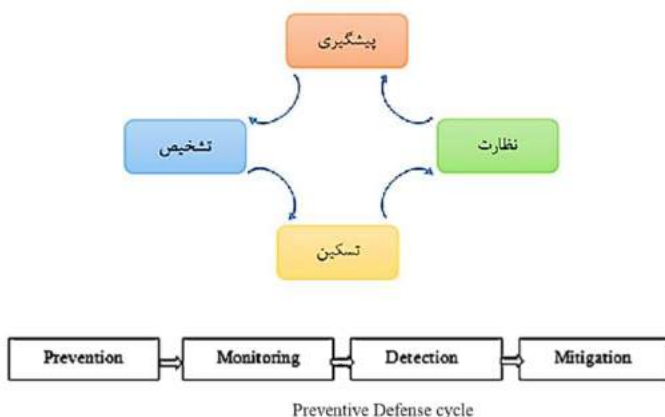 پیشگیری
تشخیص
نظارت
تسکین
Prevention
Monitoring
Detection
Mitigation
Preventive Defense cycle